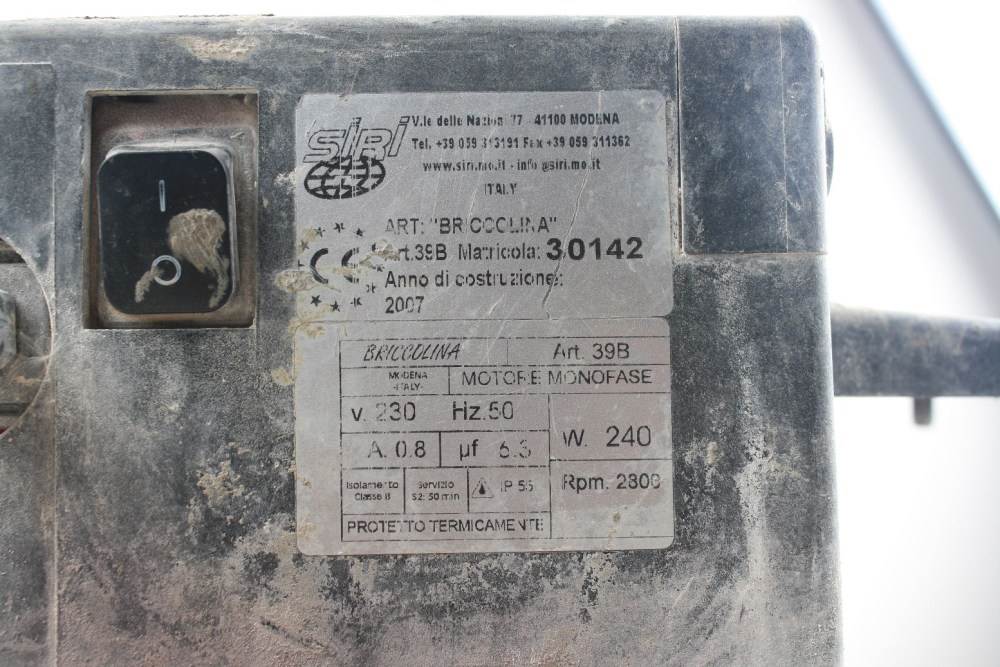 SIRI
V.le delle 77 - 41100 MODENA
Tel. +39 059 313191 Fax +39 059 311362
www.siri.mo.it - info @siri.mo.it
ITALY
ART: "BRICCOLINA"
Art.39B Matricola: 30142
CE
Anno di costruzione:
2007
BRICCOLINA Art. 39B
MODENA
-ITALY-
MOTORE MONOFASE
V. 230 Hz.50
W. 240
A. 0.8 µf 6.3
Isolamento
Classe B
Servizio
S2: 50 min
IP 55
Rpm. 2800
PROTETTO TERMICAMENTE